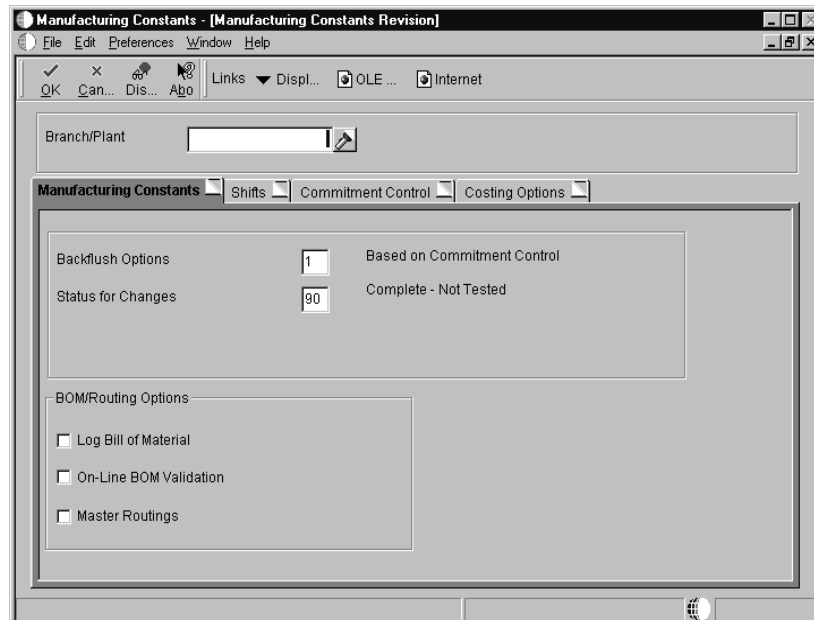 Manufacturing Constants - [Manufacturing Constants Revision]
File Edit Preferences Window Help
OK Can... Dis... Abo Links Displ... OLE ... Internet
Branch/Plant
Manufacturing Constants Shifts Commitment Control Costing Options
Backflush Options 1 Based on Commitment Control
Status for Changes 90 Complete - Not Tested
BOM/Routing Options
Log Bill of Material
On-Line BOM Validation
Master Routings